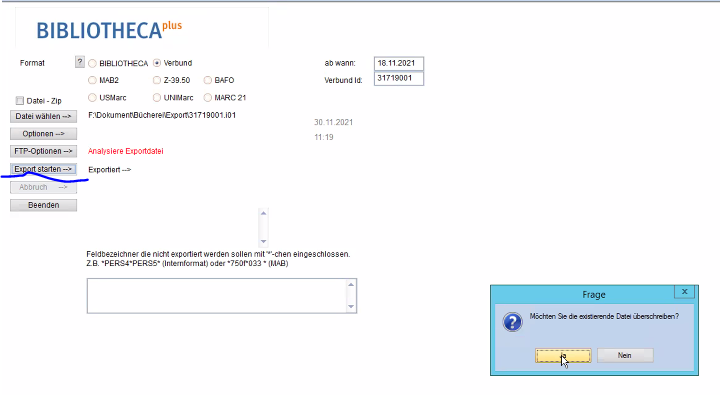 BIBLIOTHECAplus
Format ? BIBLIOTHECA Verbund ab wann: 18.11.2021
Verbund Id: 31719001
MAB2 Z-39.50 BAFO
USMarc UNIMarc MARC 21
Datei - Zip
Datei wählen --> F:\Dokument\Bücherei\Export\31719001.i01
30.11.2021
Optionen -->
11:19
FTP-Optionen --> Analysiere Exportdatei
Export starten --> Exportiert -->
Abbruch -->
Beenden
Feldbezeichner die nicht exportiert werden sollen mit '*'-chen eingeschlossen.
Z.B. *PERS4*PERS5* (Internformat) oder *750f*033 * (MAB)
Frage x
Möchten Sie die existierende Datei überschreiben?
Ja Nein